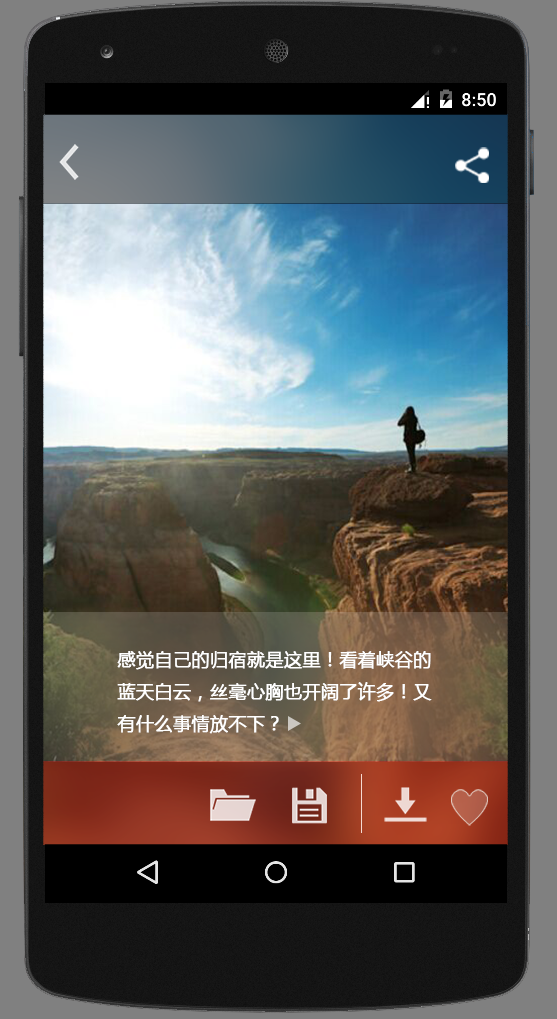 8:50
感觉自己的归宿就是这里！看着峡谷的
蓝天白云，丝毫心胸也开阔了许多！又
有什么事情放不下？